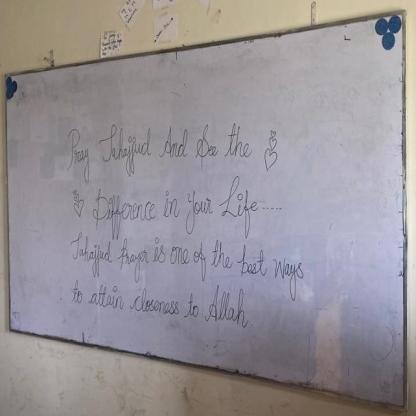 Pray Tahajjud And See the
Difference in Your Life.....
Tahajjud Prayer is one of the best ways
to attain closeness to Allah.